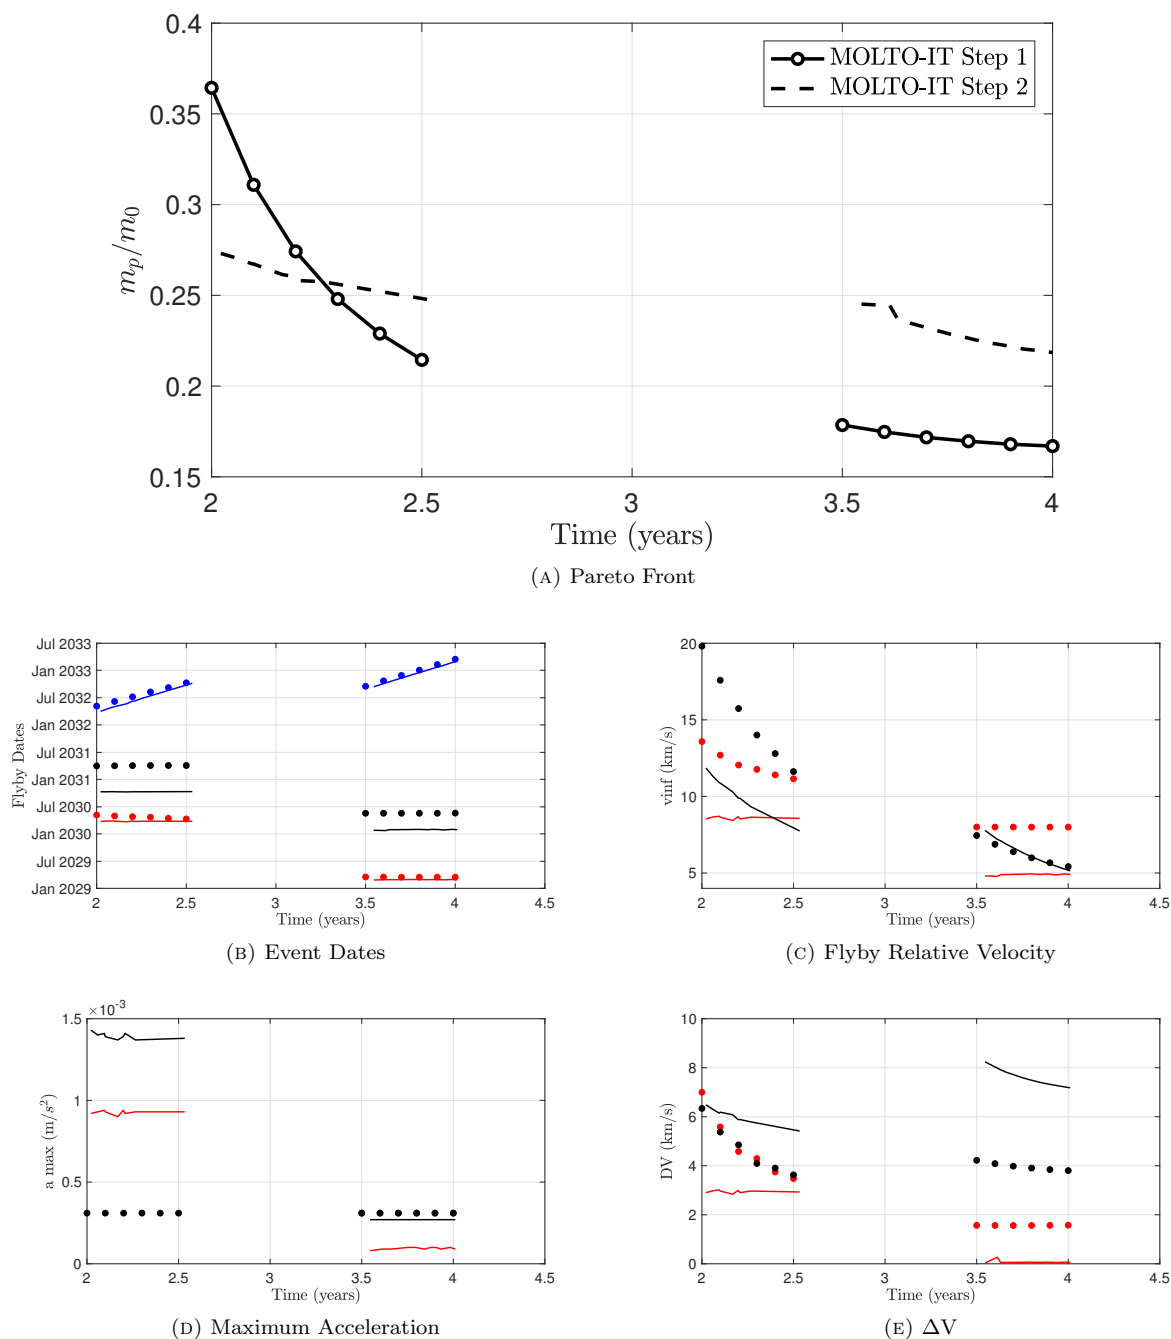 0.4
0.35
0.3
0.25
0.2
0.15
m_p/m_0
MOLTO-IT Step 1
MOLTO-IT Step 2
2
2.5
3
3.5
4
Time (years)
(A) Pareto Front
Jul 2033
Jan 2033
Jul 2032
Jan 2032
Jul 2031
Jan 2031
Jul 2030
Jan 2030
Jul 2029
Jan 2029
Flyby Dates
2
2.5
3
3.5
4
4.5
Time (years)
(B) Event Dates
20
15
10
5
vinf (km/s)
2
2.5
3
3.5
4
4.5
Time (years)
(C) Flyby Relative Velocity
×10⁻³
1.5
1
0.5
0
a max (m/s²)
2
2.5
3
3.5
4
4.5
Time (years)
(D) Maximum Acceleration
10
8
6
4
2
0
DV (km/s)
2
2.5
3
3.5
4
4.5
Time (years)
(E) ΔV